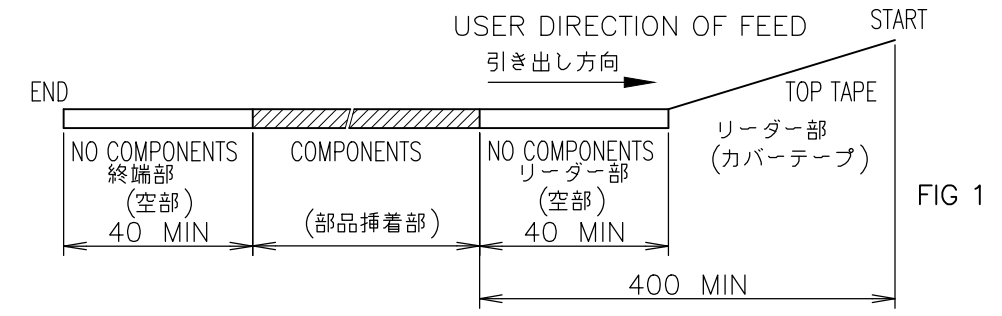 USER DIRECTION OF FEED
引き出し方向
START
END
TOP TAPE
リーダー部
(カバーテープ)
NO COMPONENTS
終端部
(空部)
40 MIN
COMPONENTS
(部品挿着部)
NO COMPONENTS
リーダー部
(空部)
40 MIN
FIG 1
400 MIN